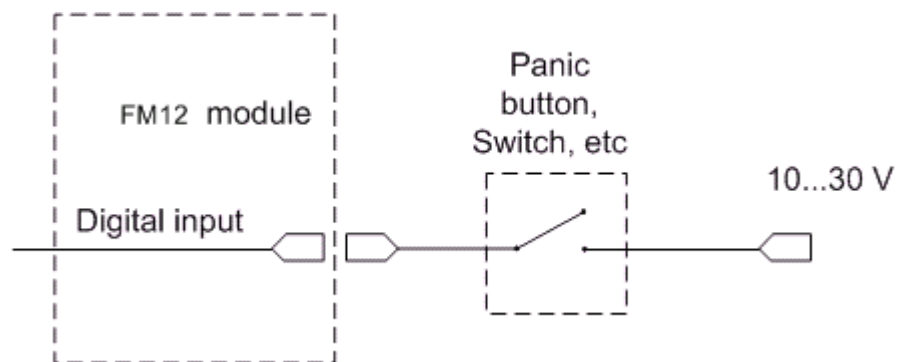 FM12 module
Panic
button,
Switch, etc
10...30 V
Digital input